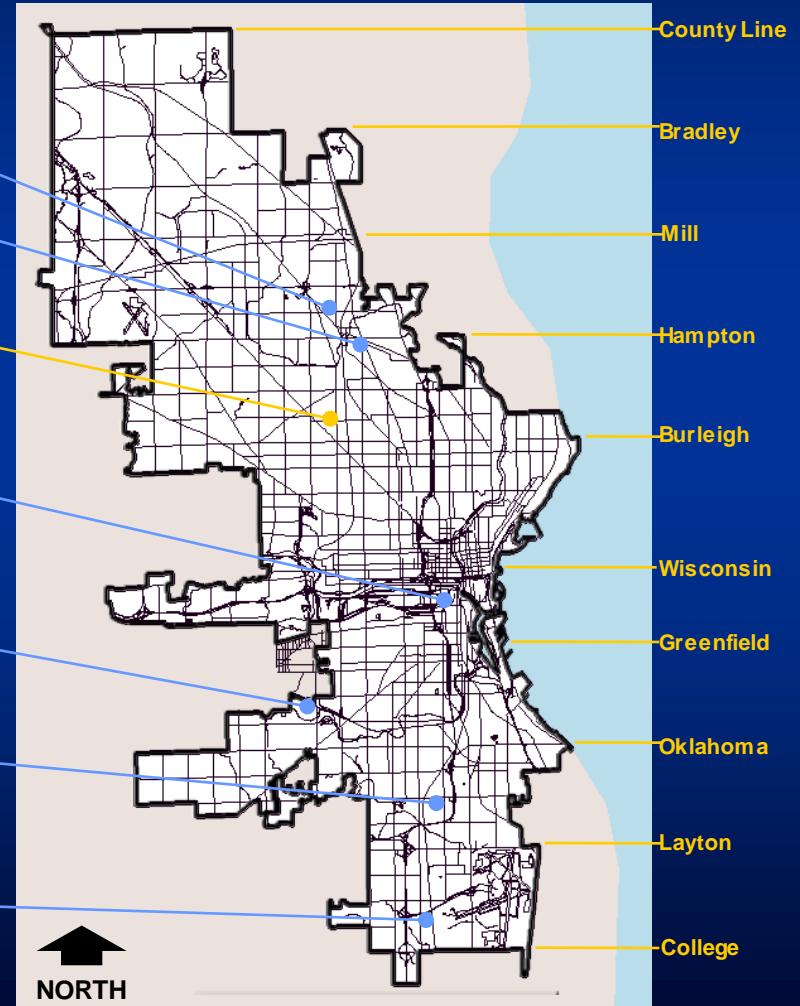 County Line
Bradley
Mill
Hampton
Burleigh
Wisconsin
Greenfield
Oklahoma
Layton
College
NORTH